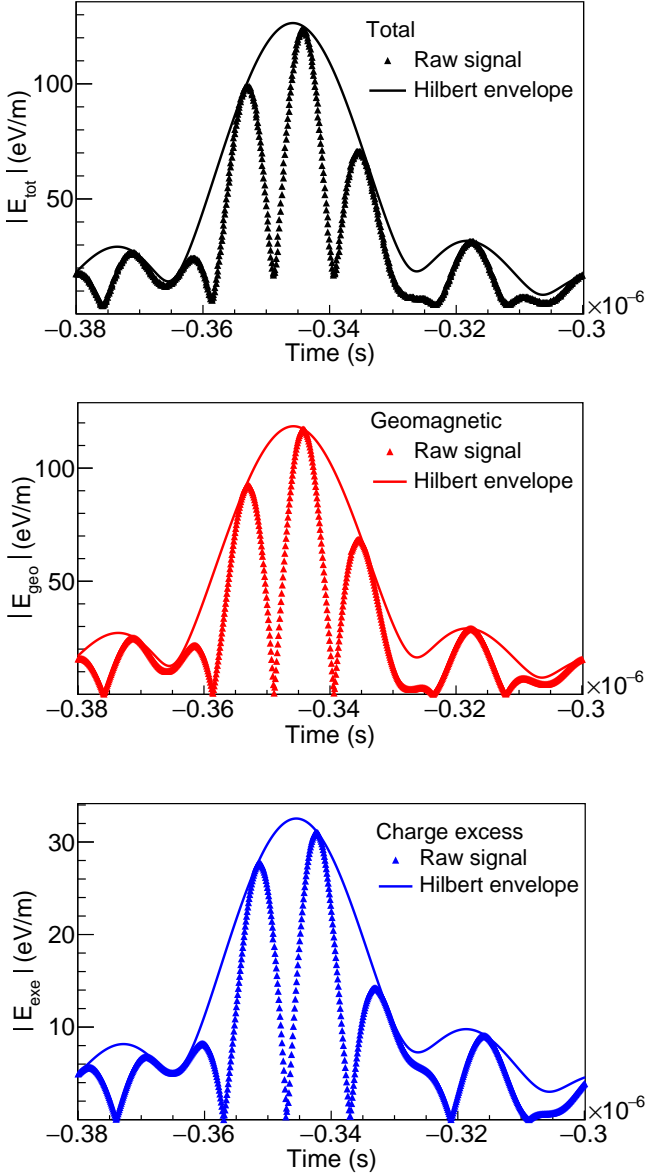 Total
Raw signal
Hilbert envelope
100
50
|E_tot| (eV/m)
−0.38 −0.36 −0.34 −0.32 −0.3
×10⁻⁶
Time (s)
Geomagnetic
Raw signal
Hilbert envelope
100
50
|E_geo| (eV/m)
−0.38 −0.36 −0.34 −0.32 −0.3
×10⁻⁶
Time (s)
Charge excess
Raw signal
Hilbert envelope
30
20
10
|E_exe| (eV/m)
−0.38 −0.36 −0.34 −0.32 −0.3
×10⁻⁶
Time (s)